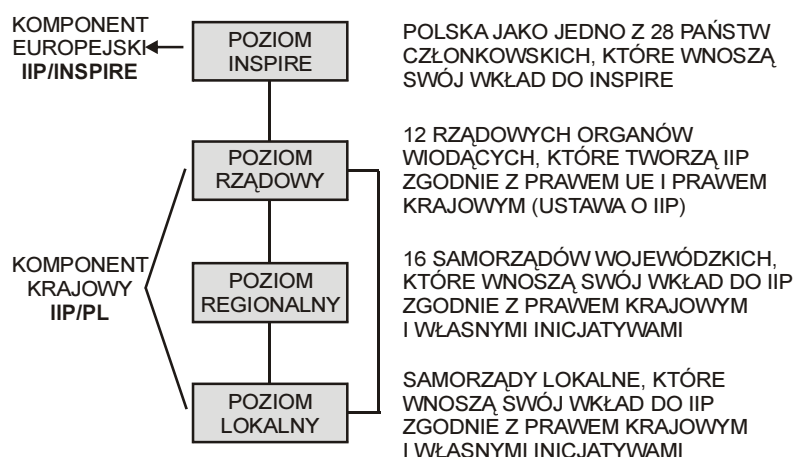 KOMPONENT
EUROPEJSKI
IIP/INSPIRE
POZIOM
INSPIRE
POLSKA JAKO JEDNO Z 28 PAŃSTW
CZŁONKOWSKICH, KTÓRE WNOSZĄ
SWÓJ WKŁAD DO INSPIRE
POZIOM
RZĄDOWY
12 RZĄDOWYCH ORGANÓW
WIODĄCYCH, KTÓRE TWORZĄ IIP
ZGODNIE Z PRAWEM UE I PRAWEM
KRAJOWYM (USTAWA O IIP)
KOMPONENT
KRAJOWY
IIP/PL
POZIOM
REGIONALNY
16 SAMORZĄDÓW WOJEWÓDZKICH,
KTÓRE WNOSZĄ SWÓJ WKŁAD DO IIP
ZGODNIE Z PRAWEM KRAJOWYM
I WŁASNYMI INICJATYWAMI
POZIOM
LOKALNY
SAMORZĄDY LOKALNE, KTÓRE
WNOSZĄ SWÓJ WKŁAD DO IIP
ZGODNIE Z PRAWEM KRAJOWYM
I WŁASNYMI INICJATYWAMI